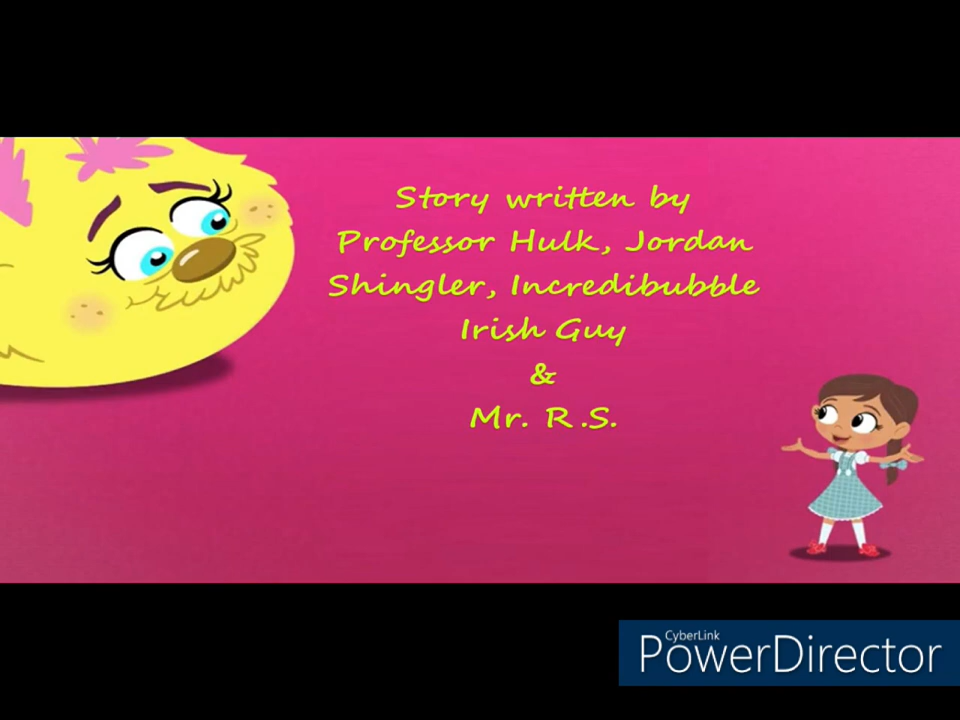 Story written by
Professor Hulk, Jordan
Shingler, Incredibubble
Irish Guy
&
Mr. R.S.
CyberLink
PowerDirector